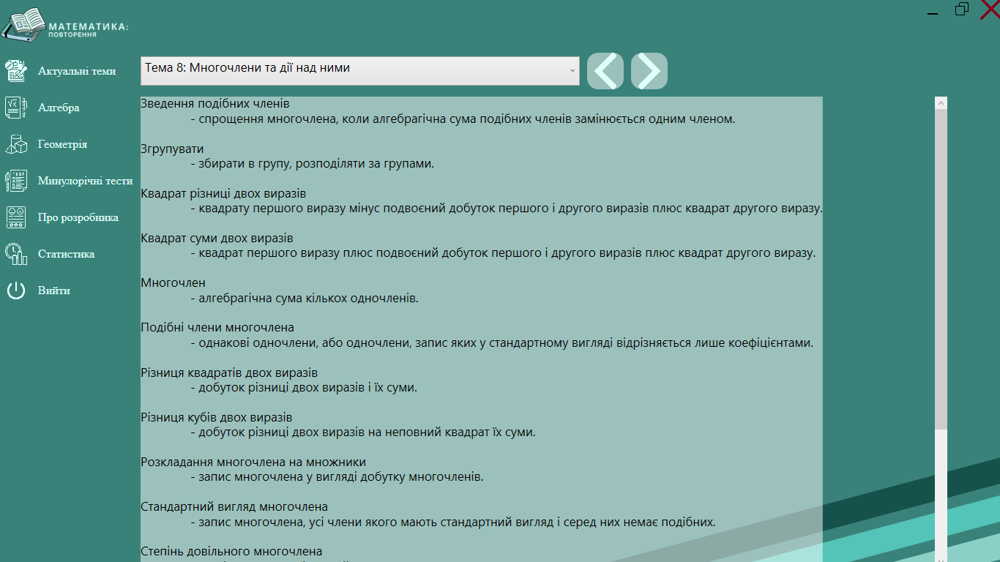 МАТЕМАТИКА:
ПОВТОРЕННЯ
Актуальні теми
Алгебра
Геометрія
Минулорічні тести
Про розробника
Статистика
Вийти
Тема 8: Многочлени та дії над ними
Зведення подібних членів
- спрощення многочлена, коли алгебрагічна сума подібних членів замінюється одним членом.
Згрупувати
- збирати в групу, розподіляти за групами.
Квадрат різниці двох виразів
- квадрату першого виразу мінус подвоєний добуток першого і другого виразів плюс квадрат другого виразу.
Квадрат суми двох виразів
- квадрат першого виразу плюс подвоєний добуток першого і другого виразів плюс квадрат другого виразу.
Многочлен
- алгебрагічна сума кількох одночленів.
Подібні члени многочлена
- однакові одночлени, або одночлени, запис яких у стандартному вигляді відрізняється лише коефіцієнтами.
Різниця квадратів двох виразів
- добуток різниці двох виразів і їх суми.
Різниця кубів двох виразів
- добуток різниці двох виразів на неповний квадрат їх суми.
Розкладання многочлена на множники
- запис многочлена у вигляді добутку многочленів.
Стандартний вигляд многочлена
- запис многочлена, усі члени якого мають стандартний вигляд і серед них немає подібних.
Степінь довільного многочлена